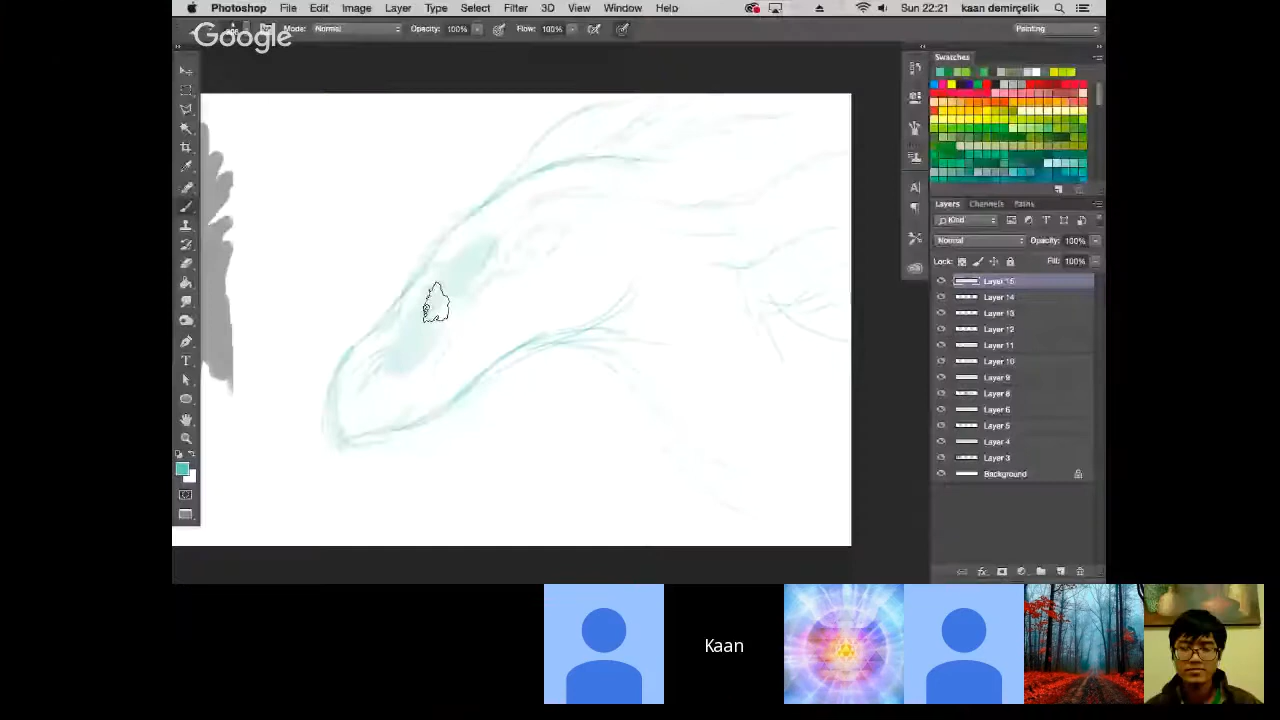 Photoshop File Edit Image Layer Type Select Filter 3D View Window Help Sun 22:21 kaan demirçelik
Google Mode: Normal Opacity: 100% Flow: 100% Painting
Swatches
Layers Channels Paths
Kind
Normal Opacity: 100%
Lock: Fill: 100%
Layer 15
Layer 14
Layer 13
Layer 12
Layer 11
Layer 10
Layer 9
Layer 8
Layer 6
Layer 5
Layer 4
Layer 3
Background
Kaan